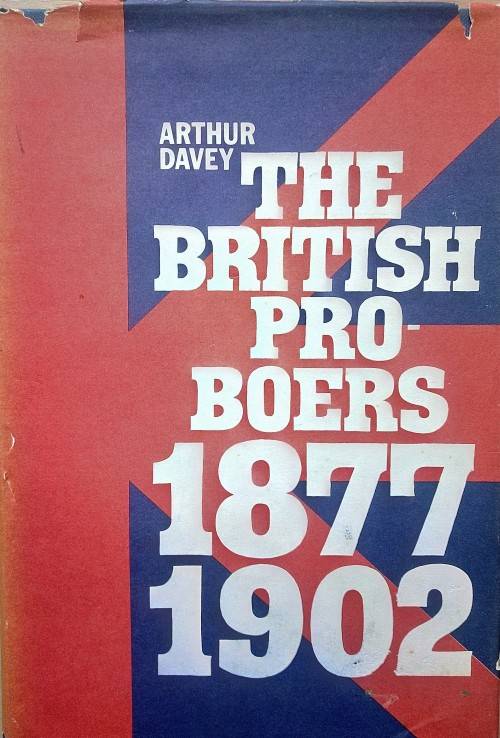 ARTHUR
DAVEY
THE
BRITISH
PRO-
BOERS
1877
1902